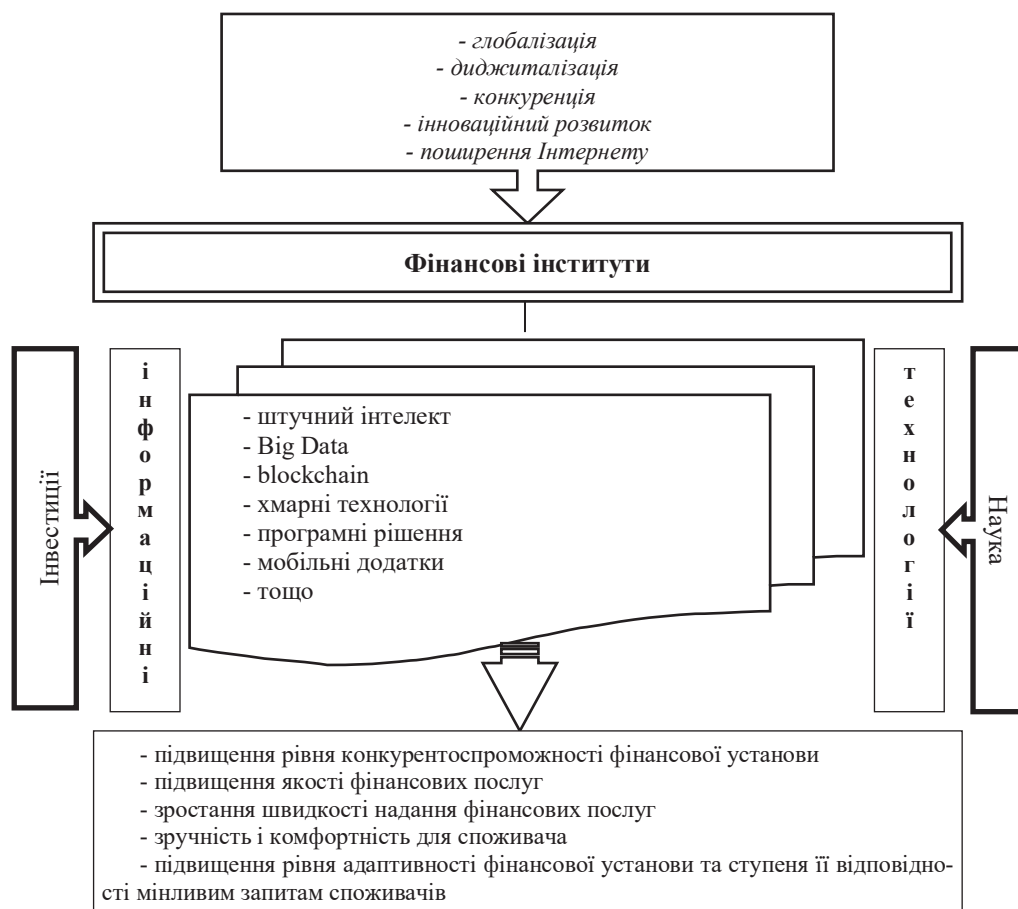 - глобалізація
- диджиталізація
- конкуренція
- інноваційний розвиток
- поширення Інтернету
Фінансові інститути
Інвестиції
інформаційні
- штучний інтелект
- Big Data
- blockchain
- хмарні технології
- програмні рішення
- мобільні додатки
- тощо
технології
Наука
- підвищення рівня конкурентоспроможності фінансової установи
- підвищення якості фінансових послуг
- зростання швидкості надання фінансових послуг
- зручність і комфортність для споживача
- підвищення рівня адаптивності фінансової установи та ступеня її відповідно-
сті мінливим запитам споживачів